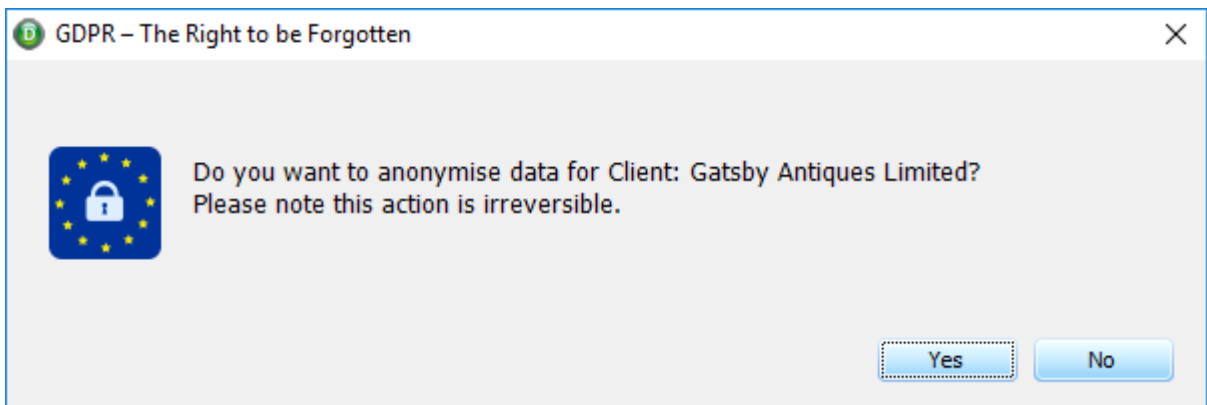 GDPR – The Right to be Forgotten
Do you want to anonymise data for Client: Gatsby Antiques Limited?
Please note this action is irreversible.
Yes
No